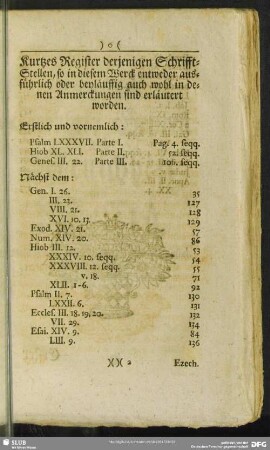 ) o (
Kurtzes Register derjenigen Schrifft-
Stellen, so in diesem Werck entweder aus-
führlich oder beyläuffig auch wohl in de-
nen Anmerckungen sind erläutert
worden.
Erstlich und vornemlich:
Psalm LXXXVII. Parte I. Pag. 4. seqq.
Hiob XL. XLI. Parte II. 52. seqq.
Genes. III. 22. Parte III. 106. seqq.
Nächst dem:
Gen. I. 26. 35
III. 22. 127
VIII. 21. 128
XVI. 10. 13. 129
Exod. XIV. 21. 57
Num. XIV. 20. 86
Hiob III. 12. 53
XXXIV. 10. seqq. 54
XXXVIII. 12. seqq. 55
v. 18. 71
XLII. 1-6. 92
Psalm II. 7. 130
LXXII. 6. 131
Eccles. III. 18. 19, 20. 132
VII. 29. 134
Esai. XIV. 9. 84
LIII. 9. 136
XX 2 Ezech.
SLUB